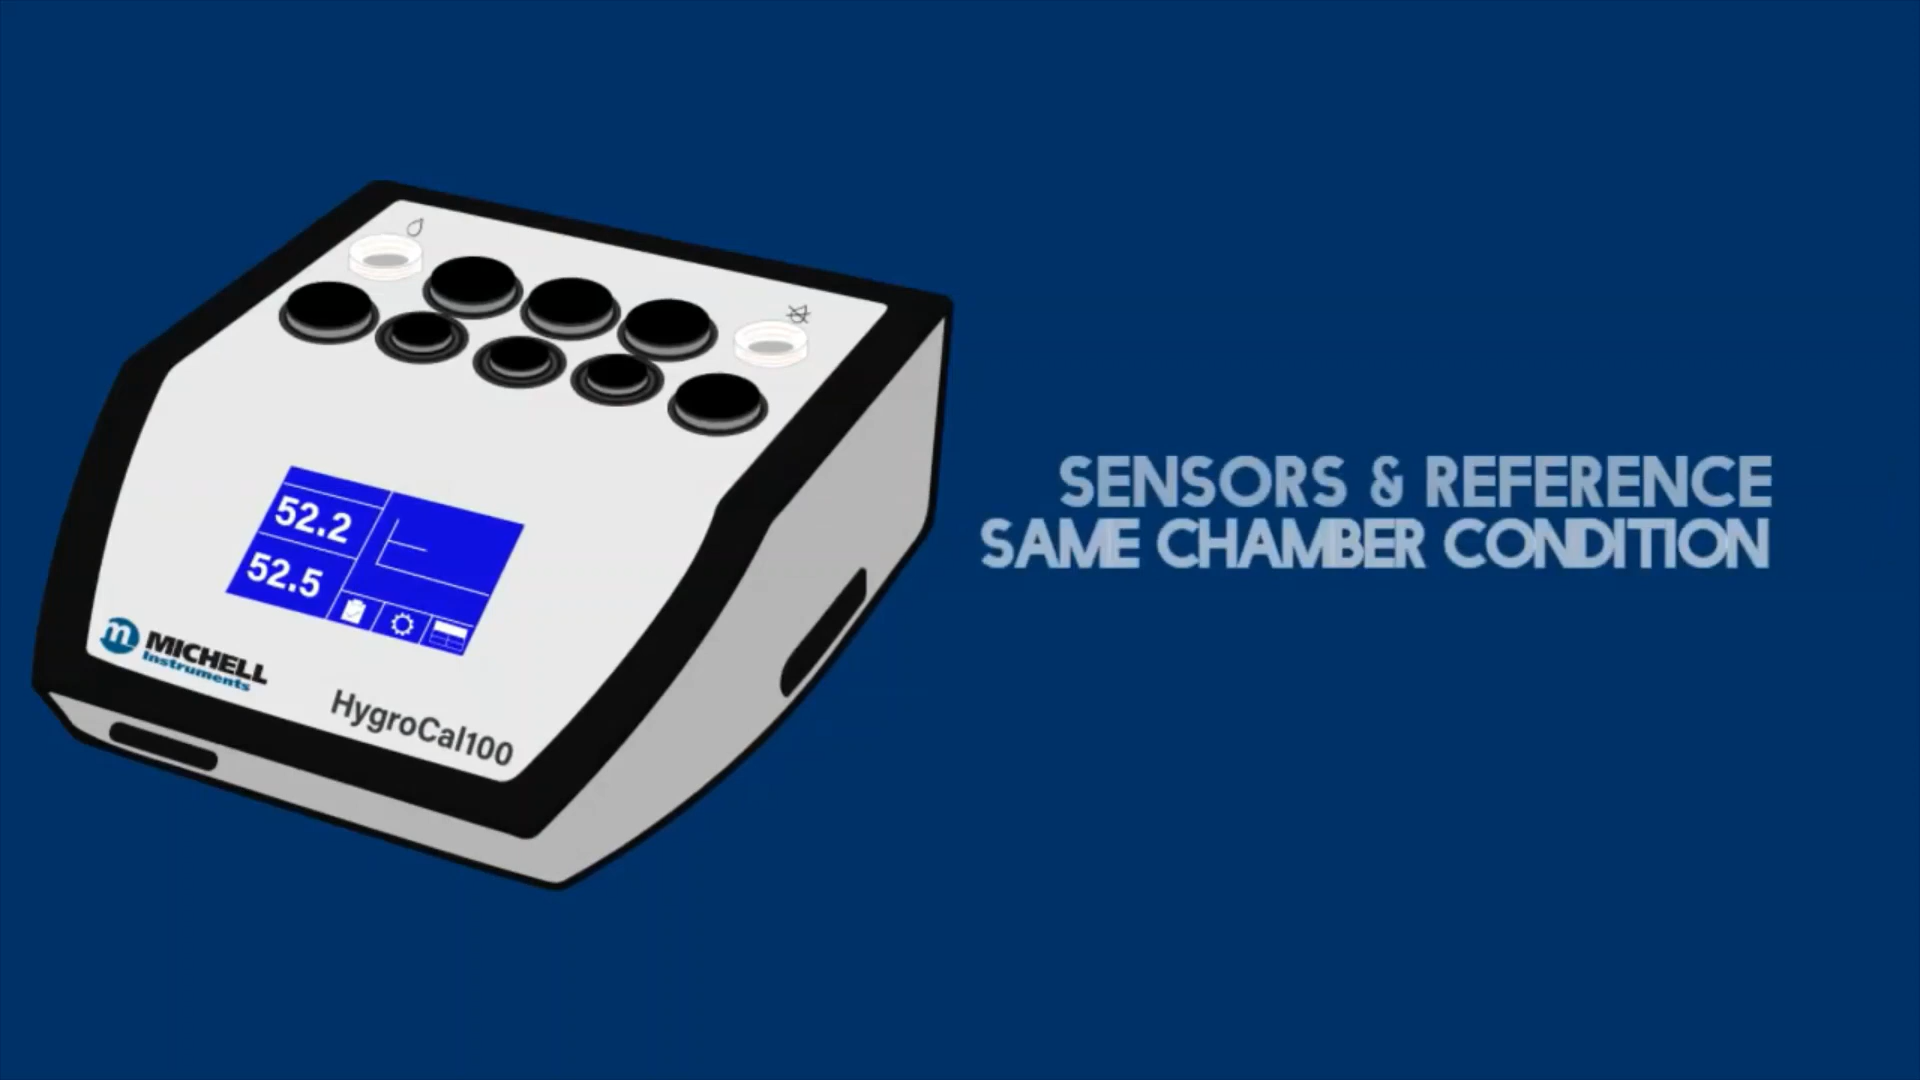 SENSORS & REFERENCE
SAME CHAMBER CONDITION
52.2
52.5
m MICHELL
Instruments
HygroCal100